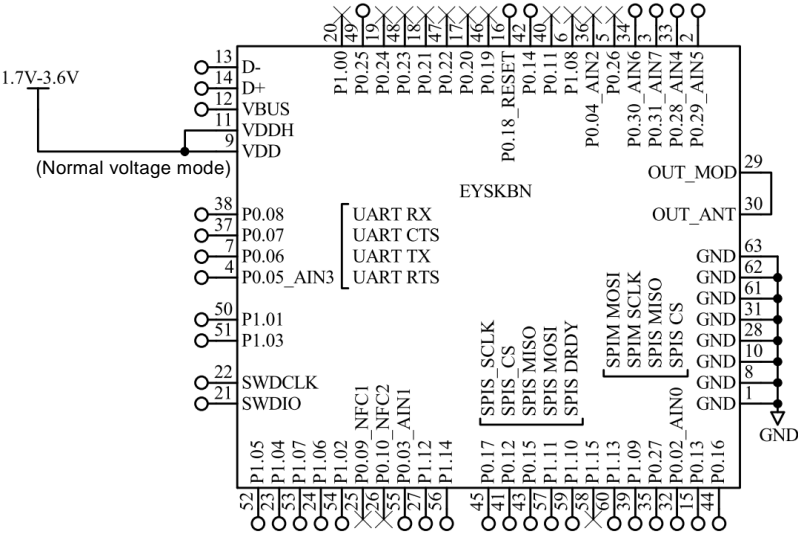 20
49
19
48
18
47
17
46
16
42
40
6
36
5
34
3
33
2
P1.00
P0.25
P0.24
P0.23
P0.21
P0.22
P0.20
P0.19
P0.18_RESET
P0.14
P0.11
P1.08
P0.04_AIN2
P0.26
P0.30_AIN6
P0.31_AIN7
P0.28_AIN4
P0.29_AIN5
1.7V-3.6V
13 D-
14 D+
12 VBUS
11 VDDH
9 VDD
(Normal voltage mode)
EYSKBN
OUT_MOD 29
OUT_ANT 30
38 P0.08 UART RX
37 P0.07 UART CTS
7 P0.06 UART TX
4 P0.05_AIN3 UART RTS
50 P1.01
51 P1.03
22 SWDCLK
21 SWDIO
GND 63
GND 62
GND 61
GND 31
GND 28
GND 10
GND 8
GND 1
GND
SPIS_SCLK
SPIS_CS
SPIS_MISO
SPIS MOSI
SPIS DRDY
SPIM MOSI
SPIM SCLK
SPIS MISO
SPIS CS
P1.05
P1.04
P1.07
P1.06
P1.02
P0.09_NFC1
P0.10_NFC2
P0.03_AIN1
P1.12
P1.14
P0.17
P0.12
P0.15
P1.11
P1.10
P1.15
P1.13
P1.09
P0.27
P0.02_AIN0
P0.13
P0.16
52
23
53
24
54
25
26
55
27
56
45
41
43
57
59
58
60
39
35
32
15
44